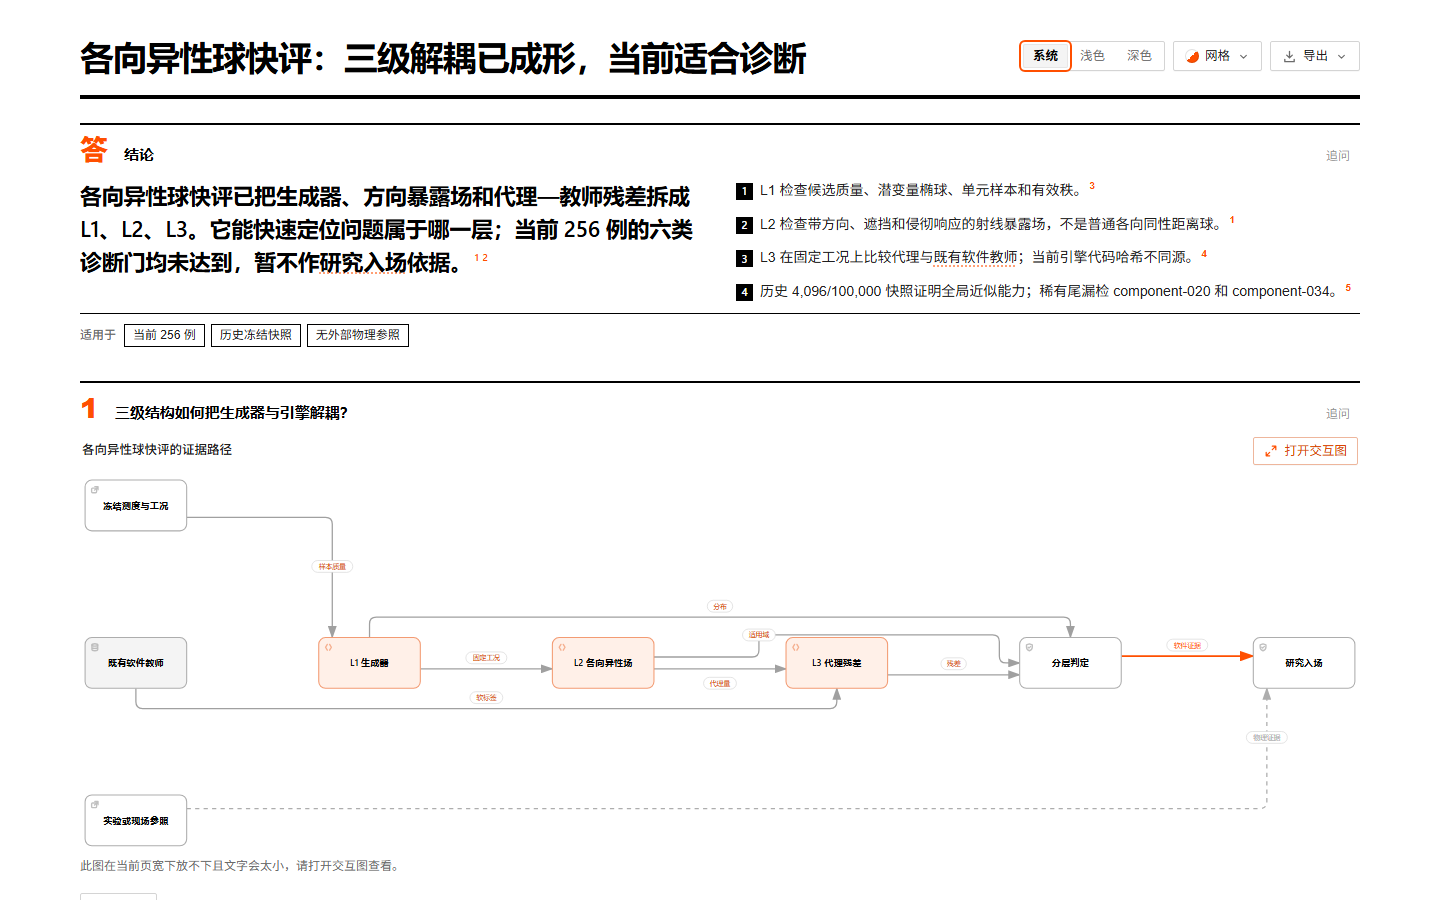 各向异性球快评：三级解耦已成形，当前适合诊断
系统 浅色 深色 网格 导出
答 结论 追问
各向异性球快评已把生成器、方向暴露场和代理—教师残差拆成
L1、L2、L3。它能快速定位问题属于哪一层；当前 256 例的六类
诊断门均未达到，暂不作研究入场依据。 1 2
1 L1 检查候选质量、潜变量椭球、单元样本和有效秩。 3
2 L2 检查带方向、遮挡和侵彻响应的射线暴露场，不是普通各向同性距离球。 1
3 L3 在固定工况上比较代理与既有软件教师；当前引擎代码哈希不同源。 4
4 历史 4,096/100,000 快照证明全局近似能力；稀有尾漏检 component-020 和 component-034。 5
适用于 当前 256 例 历史冻结快照 无外部物理参照
1 三级结构如何把生成器与引擎解耦？ 追问
各向异性球快评的证据路径 打开交互图
冻结测度与工况
样本质量
分布
适用域
既有软件教师
L1 生成器
固定工况
L2 各向异性场
代理量
L3 代理残差
残差
分层判定
软件证据
研究入场
软标签
物理证据
实验或现场参照
此图在当前页宽下放不下且文字会太小，请打开交互图查看。